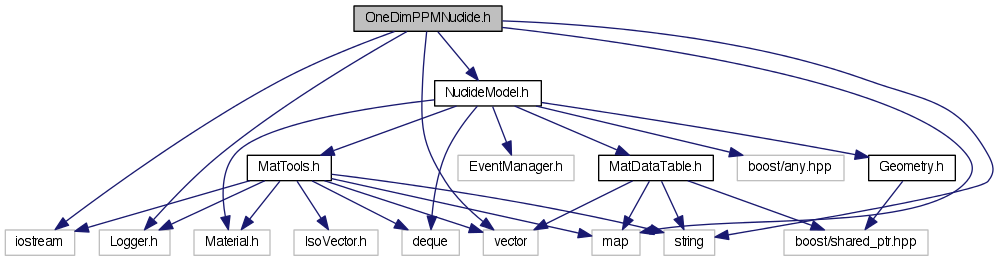 OneDimPPMNuclide.h
NuclideModel.h
MatTools.h
EventManager.h
MatDataTable.h
boost/any.hpp
Geometry.h
iostream
Logger.h
Material.h
IsoVector.h
deque
vector
map
string
boost/shared_ptr.hpp